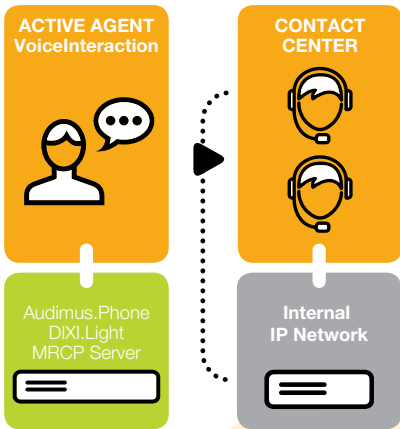 ACTIVE AGENT
VoiceInteraction
CONTACT
CENTER
Audimus.Phone
DIXI.Light
MRCP Server
Internal
IP Network